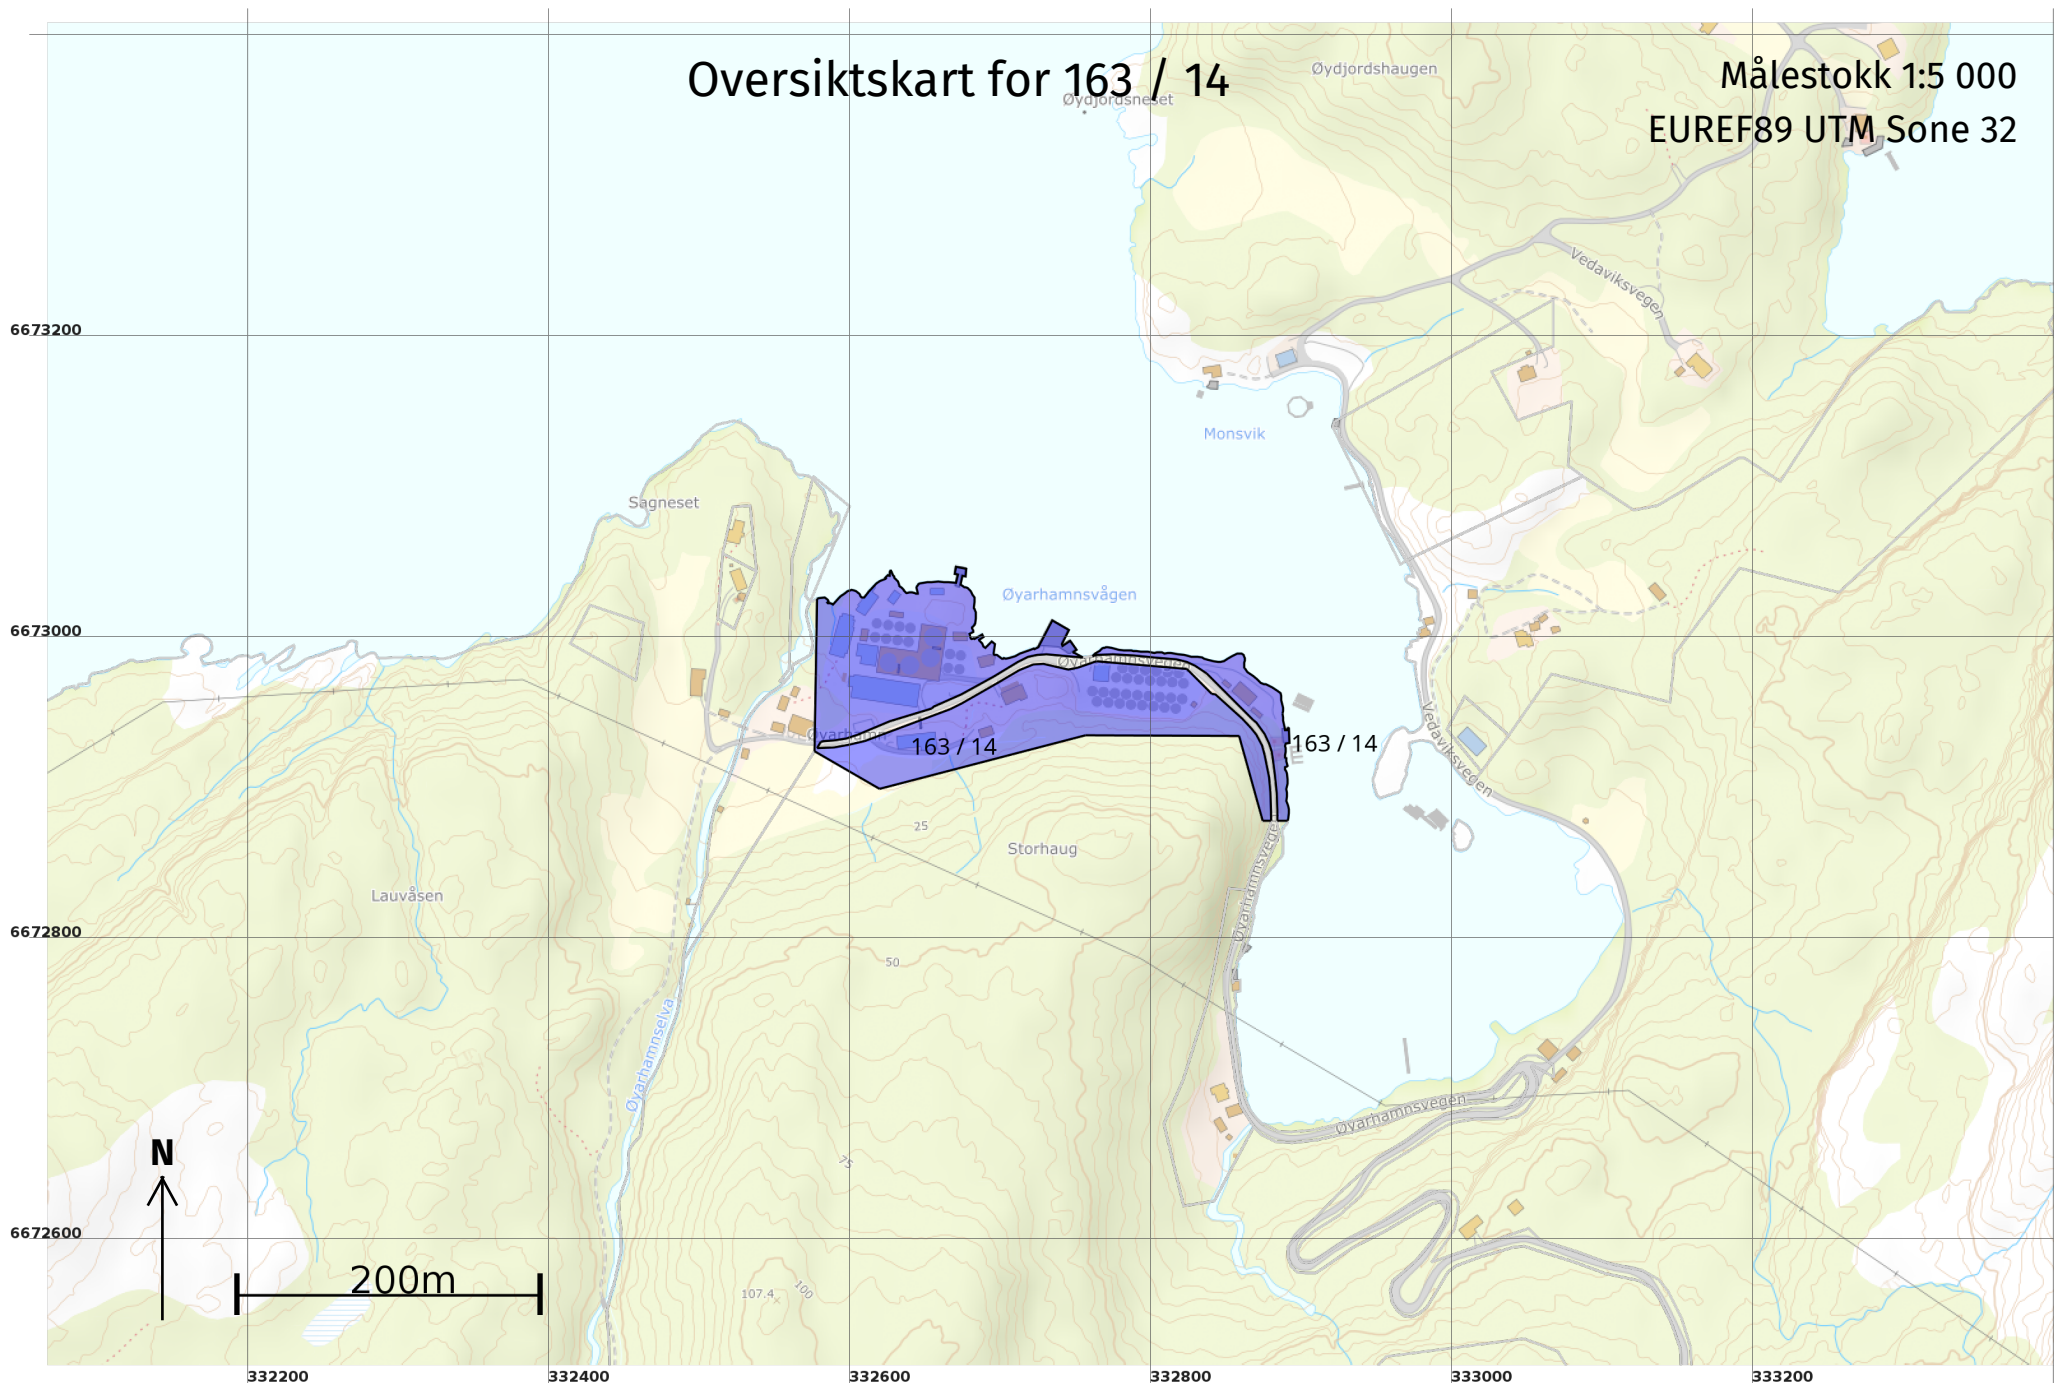 Oversiktskart for 163 / 14
Målestokk 1:5 000
EUREF89 UTM Sone 32
Øydjordshaugen
Øydjordsneset
Vedaviksvegen
6673200
Monsvik
Sagneset
Øyarhamnsvågen
6673000
Øyarhamnsvegen
Øyarhamn
163 / 14
163 / 14
Vedaviksvegen
25
Storhaug
Øyarhamnsvegen
Lauvåsen
6672800
50
Øyarhamnselva
Øyarhamnsvegen
N
75
6672600
200m
107.4
100
332200
332400
332600
332800
333000
333200